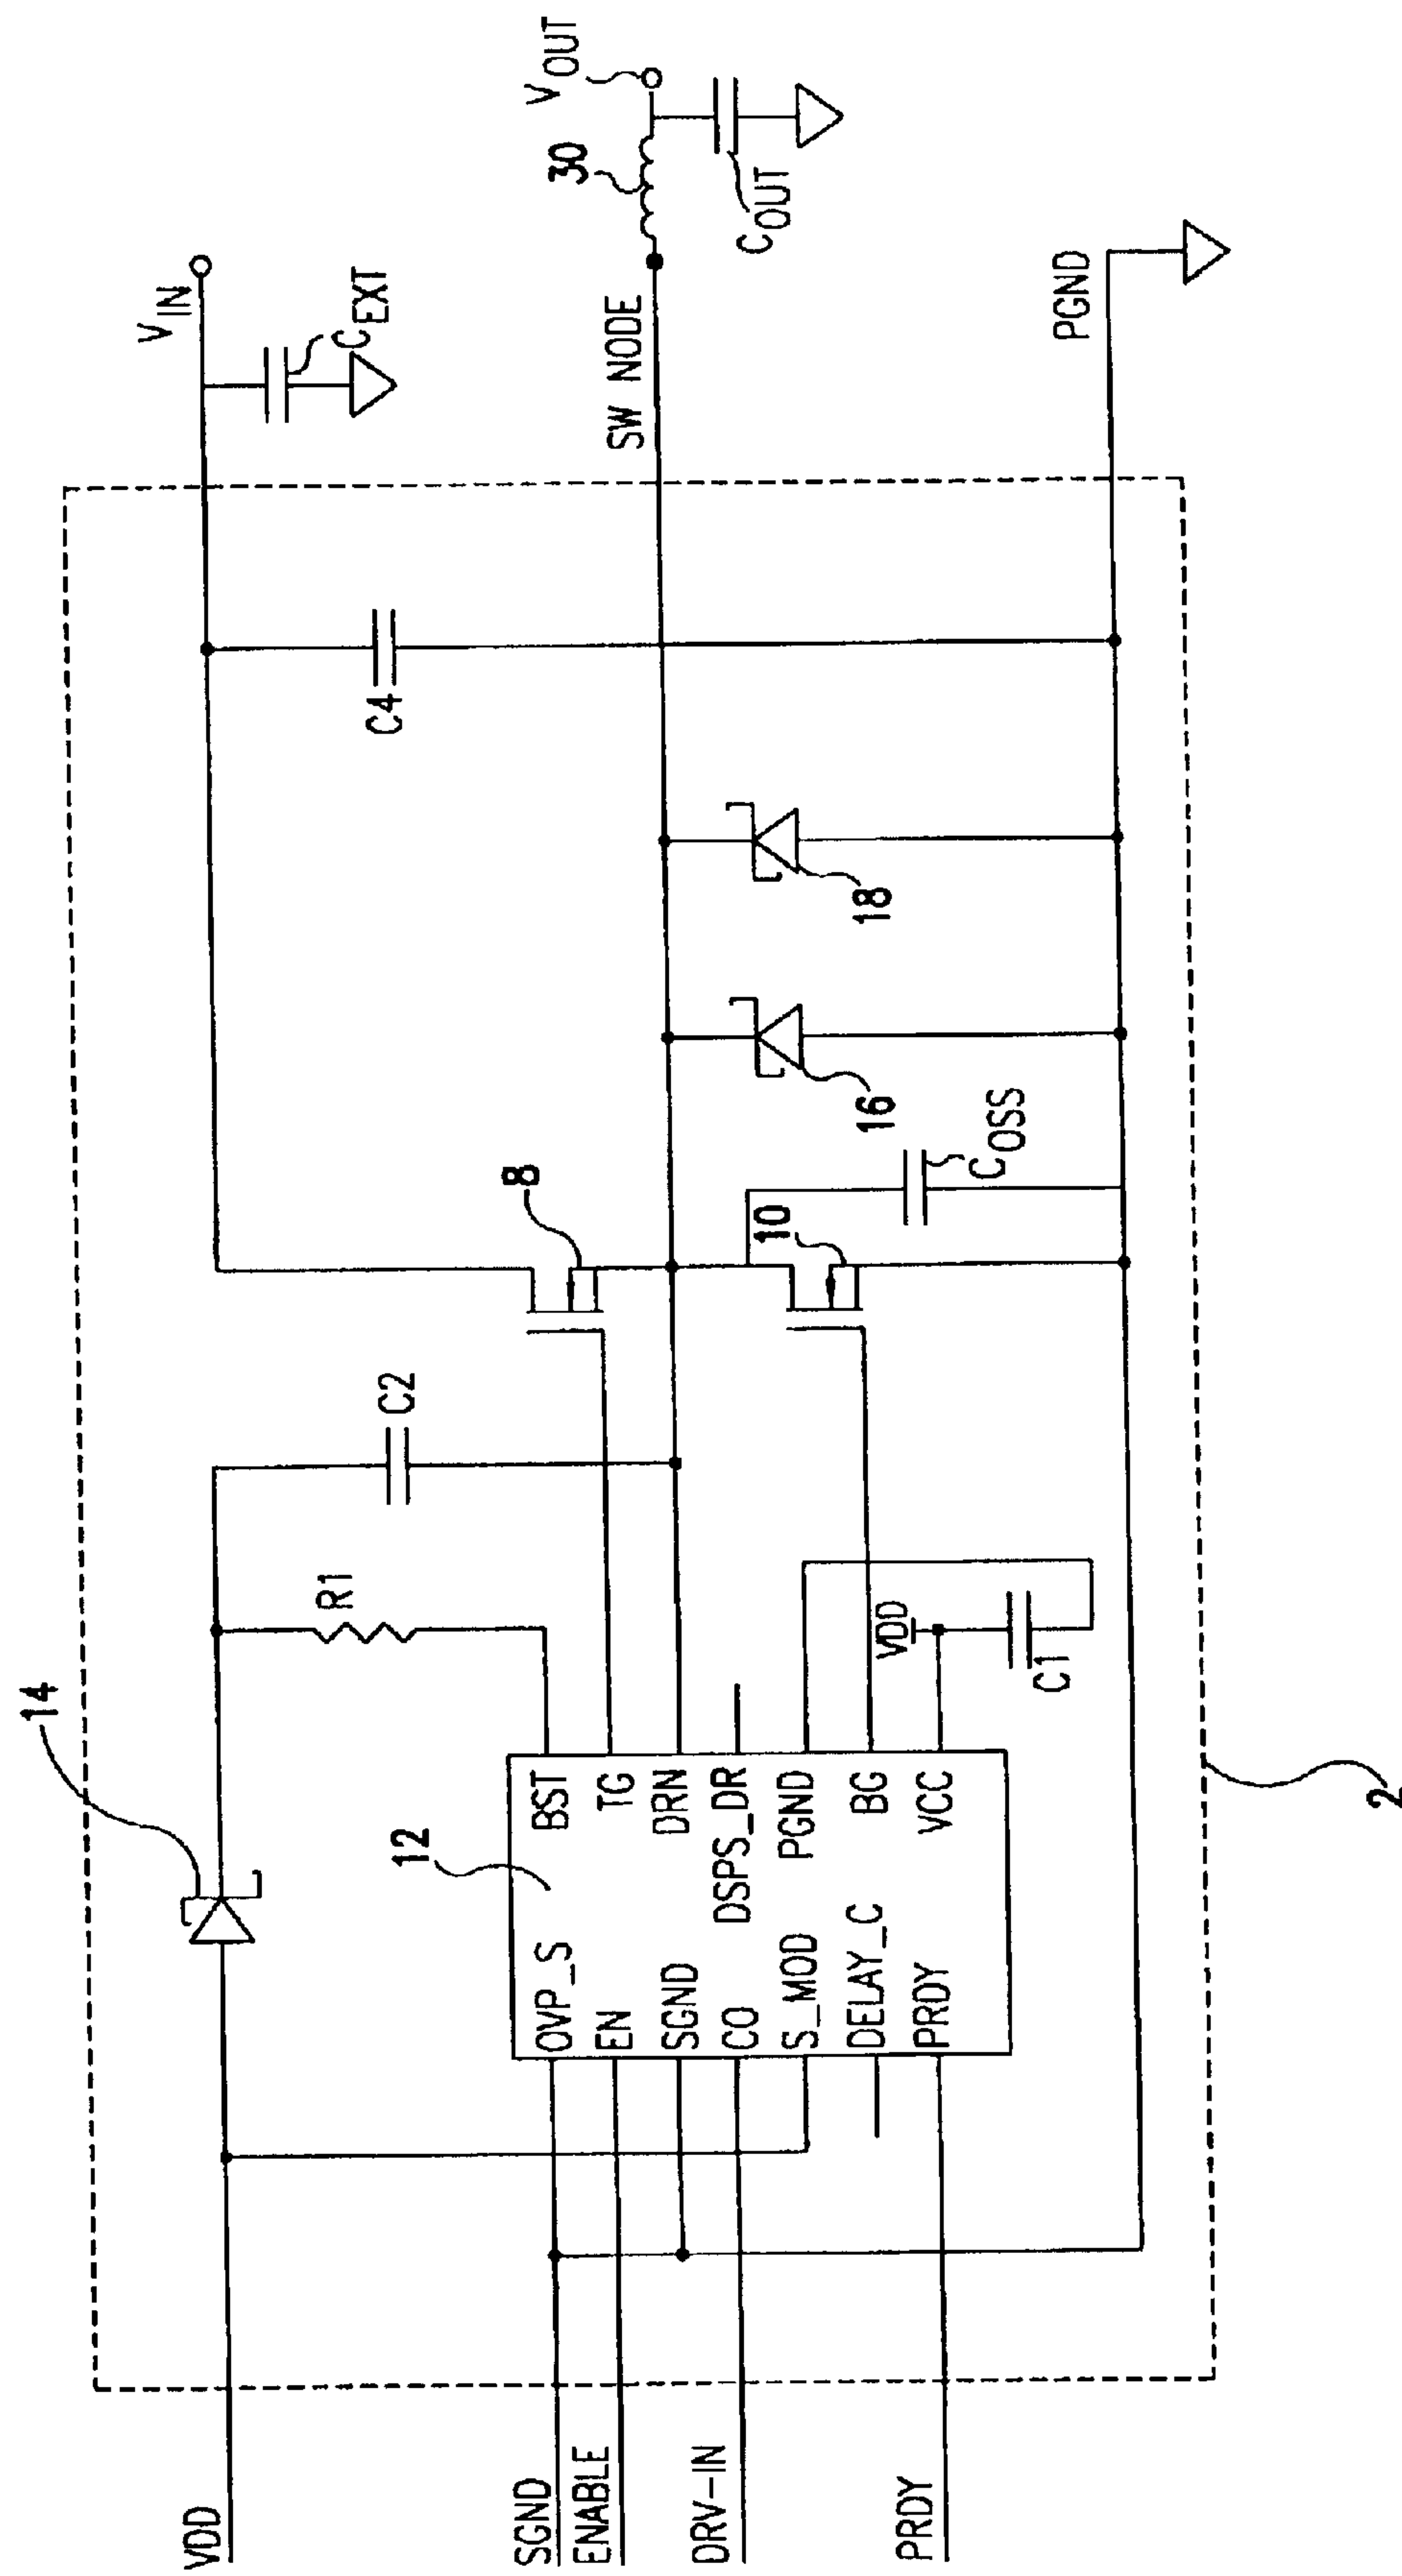 VDD
SGND
ENABLE
DRV-IN
PRDY
14
12
OVP_S
EN
SGND
CO
S_MOD
DELAY_C
PRDY
BST
TG
DRN
DSPS_DR
PGND
BG
VCC
R1
C2
VDD
C1
8
10
COSS
16
18
C4
VIN
CEXT
SW NODE
30
VOUT
COUT
PGND
2